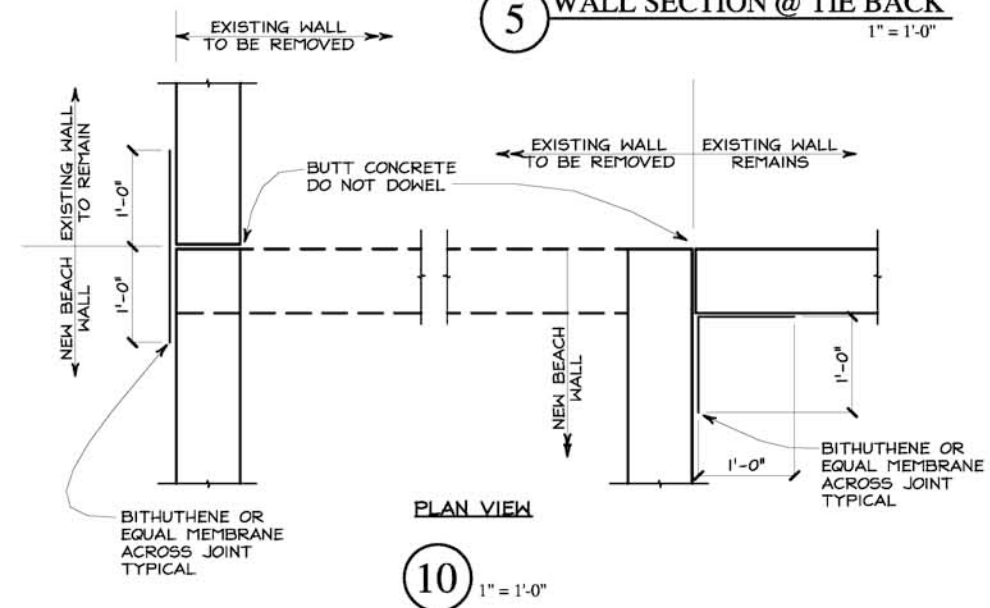 5 WALL SECTION @ TIE BACK
1" = 1'-0"
EXISTING WALL
TO BE REMOVED
EXISTING WALL
TO REMAIN
NEW BEACH
WALL
1'-0"
1'-0"
BUTT CONCRETE
DO NOT DOWEL
EXISTING WALL
TO BE REMOVED
EXISTING WALL
REMAINS
NEW BEACH
WALL
1'-0"
1'-0"
BITHUTHENE OR
EQUAL MEMBRANE
ACROSS JOINT
TYPICAL
BITHUTHENE OR
EQUAL MEMBRANE
ACROSS JOINT
TYPICAL
PLAN VIEW
10 1" = 1'-0"